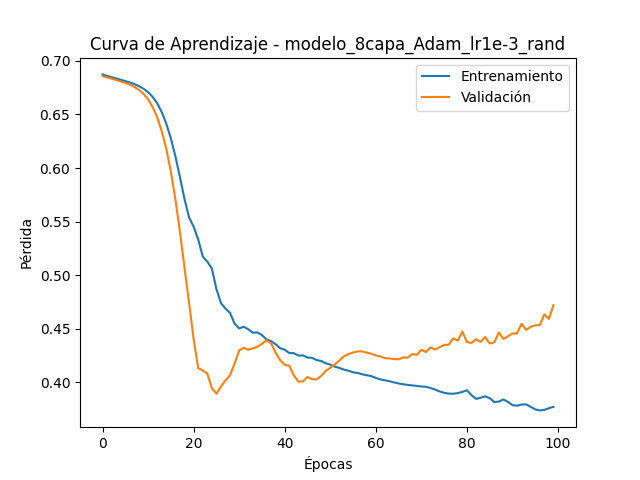 Curva de Aprendizaje - modelo_8capa_Adam_lr1e-3_rand
Entrenamiento
Validación
Pérdida
0.70
0.65
0.60
0.55
0.50
0.45
0.40
0 20 40 60 80 100
Épocas